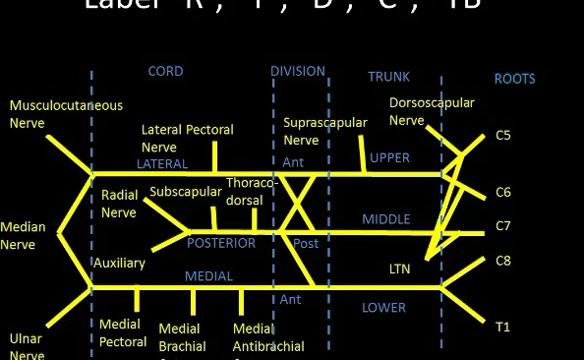 Label "R", "T", "D", "C", "TB"
CORD
DIVISION
TRUNK
ROOTS
Musculocutaneous
Nerve
Lateral Pectoral
Nerve
Suprascapular
Nerve
Dorsoscapular
Nerve
C5
LATERAL
Ant
UPPER
Radial
Nerve
Subscapular
Thoraco-
dorsal
C6
Median
Nerve
MIDDLE
C7
POSTERIOR
Post
Auxiliary
MEDIAL
LTN
C8
Ant
LOWER
Medial
Pectoral
Medial
Brachial
Medial
Antibrachial
T1
Ulnar
Nerve